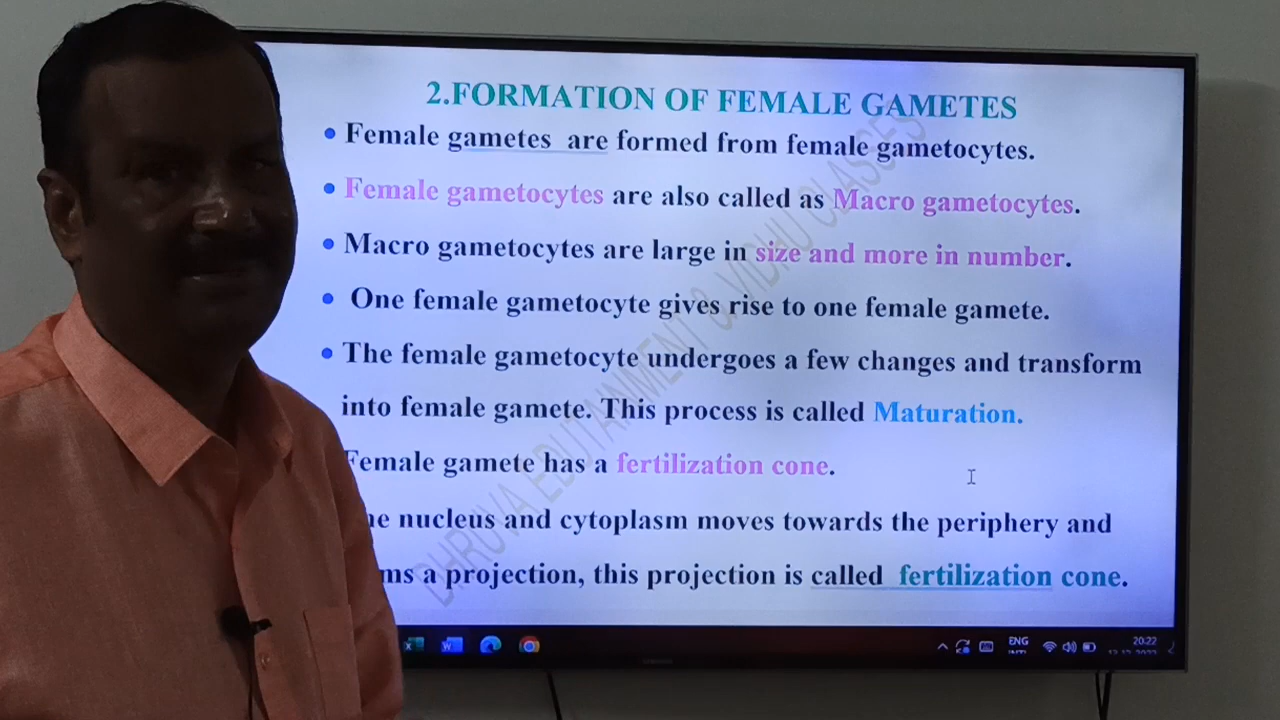 2.FORMATION OF FEMALE GAMETES
Female gametes are formed from female gametocytes.
Female gametocytes are also called as Macro gametocytes.
Macro gametocytes are large in size and more in number.
One female gametocyte gives rise to one female gamete.
The female gametocyte undergoes a few changes and transform
into female gamete. This process is called Maturation.
Female gamete has a fertilization cone.
nucleus and cytoplasm moves towards the periphery and
a projection, this projection is called fertilization cone.
DHRUVA EDUTAINMENT & VIDHU CLASSES
ENG
20:22